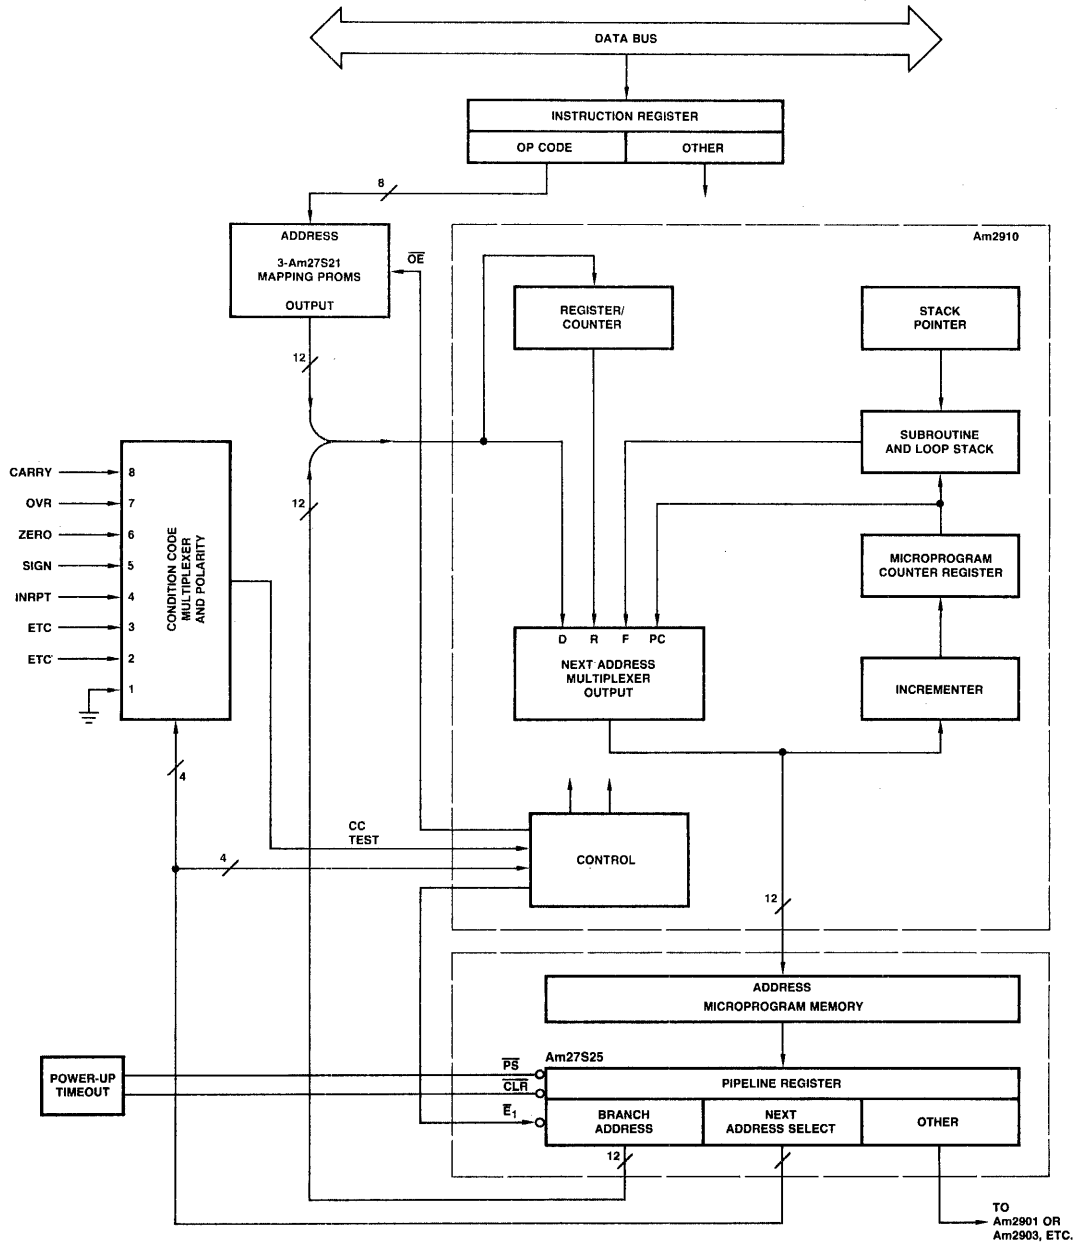 DATA BUS
INSTRUCTION REGISTER
OP CODE
OTHER
8
ADDRESS
3-Am27S21
MAPPING PROMS
OUTPUT
OE
Am2910
REGISTER/
COUNTER
STACK
POINTER
12
SUBROUTINE
AND LOOP STACK
CARRY
OVR
ZERO
SIGN
INRPT
ETC
ETC
8
7
6
5
4
3
2
1
CONDITION CODE
MULTIPLEXER
AND POLARITY
12
MICROPROGRAM
COUNTER REGISTER
D R F PC
NEXT ADDRESS
MULTIPLEXER
OUTPUT
INCREMENTER
4
CC
TEST
4
CONTROL
12
ADDRESS
MICROPROGRAM MEMORY
Am27S25
POWER-UP
TIMEOUT
PS
CLR
E1
PIPELINE REGISTER
BRANCH
ADDRESS
NEXT
ADDRESS SELECT
OTHER
12
TO
Am2901 OR
Am2903, ETC.